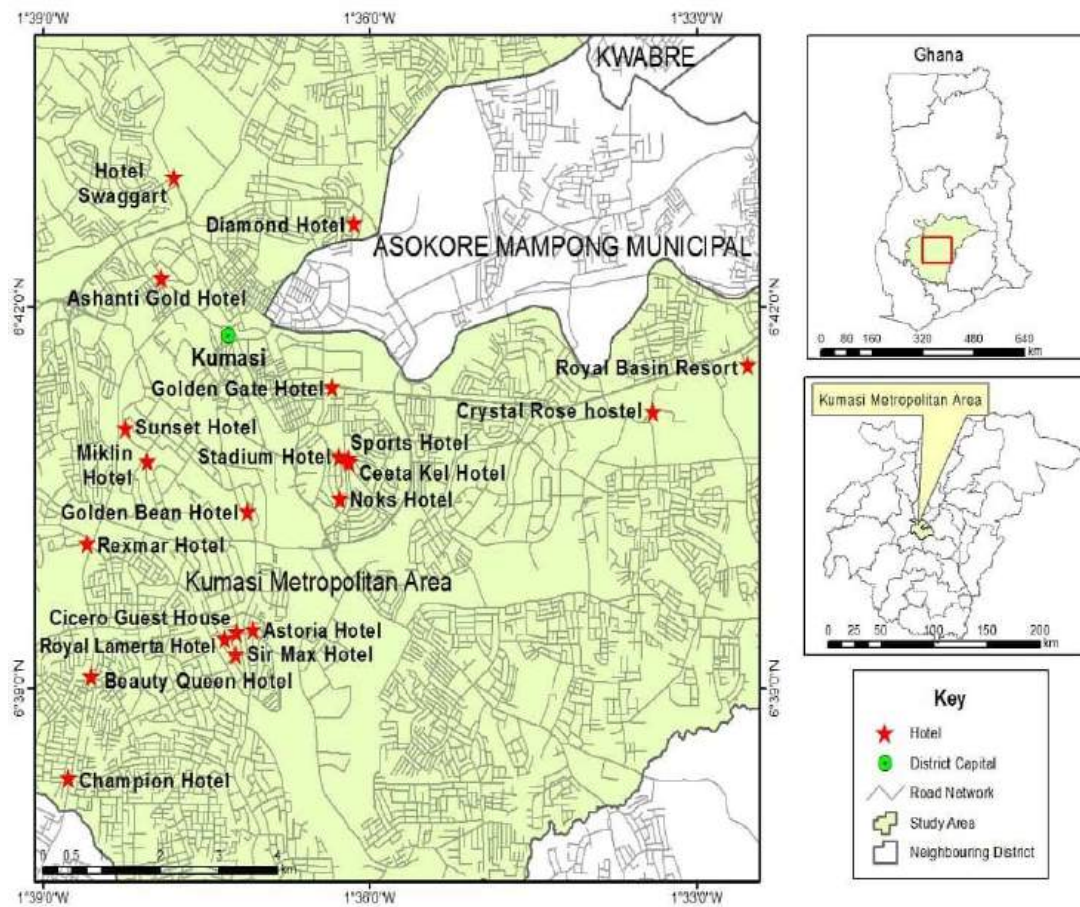 1°39'0"W
1°36'0"W
1°33'0"W
KWABRE
Hotel
Swaggart
Diamond Hotel
ASOKORE MAMPONG MUNICIPAL
Ashanti Gold Hotel
6°42'0"N
6°42'0"N
Kumasi
Royal Basin Resort
Golden Gate Hotel
Crystal Rose hostel
Sunset Hotel
Sports Hotel
Miklin
Hotel
Stadium Hotel
Ceeta Kel Hotel
Noks Hotel
Golden Bean Hotel
Rexmar Hotel
Kumasi Metropolitan Area
Cicero Guest House
Astoria Hotel
Royal Lamerta Hotel
Sir Max Hotel
Beauty Queen Hotel
6°39'0"N
6°39'0"N
Champion Hotel
0 0.5 1 2 3 4
km
1°39'0"W
1°36'0"W
1°33'0"W
Ghana
0 80 160 320 480 640
km
Kumasi Metropolitan Area
0 25 50 100 150 200
km
Key
Hotel
District Capital
Road Network
Study Area
Neighbouring District